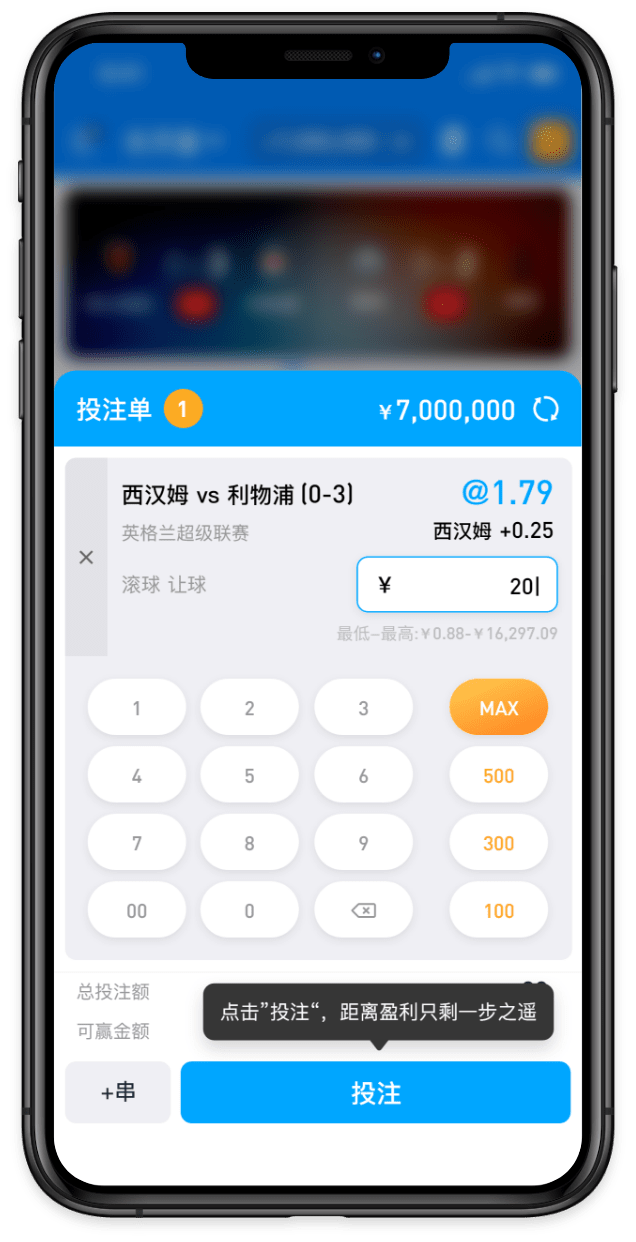 投注单 1 ¥7,000,000
西汉姆 vs 利物浦 (0-3) @1.79
英格兰超级联赛 西汉姆 +0.25
滚球 让球 ¥ 20
最低-最高:¥0.88-¥16,297.09
1 2 3 MAX
4 5 6 500
7 8 9 300
00 0 100
总投注额
点击”投注“，距离盈利只剩一步之遥
可赢金额
+串 投注